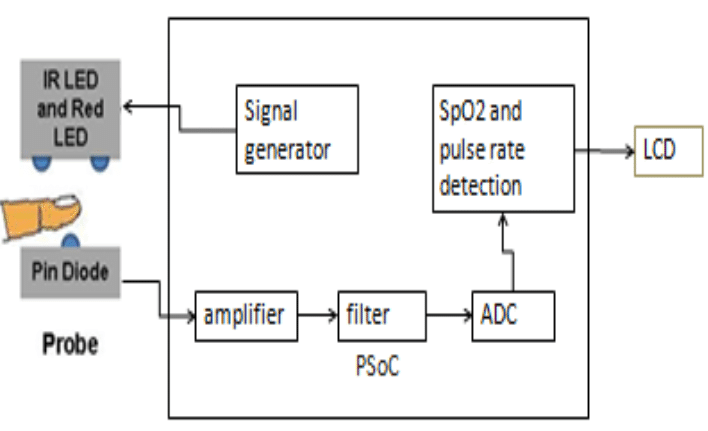 IR LED
and Red
LED
Signal
generator
SpO2 and
pulse rate
detection
LCD
Pin Diode
Probe
amplifier
filter
ADC
PSoC